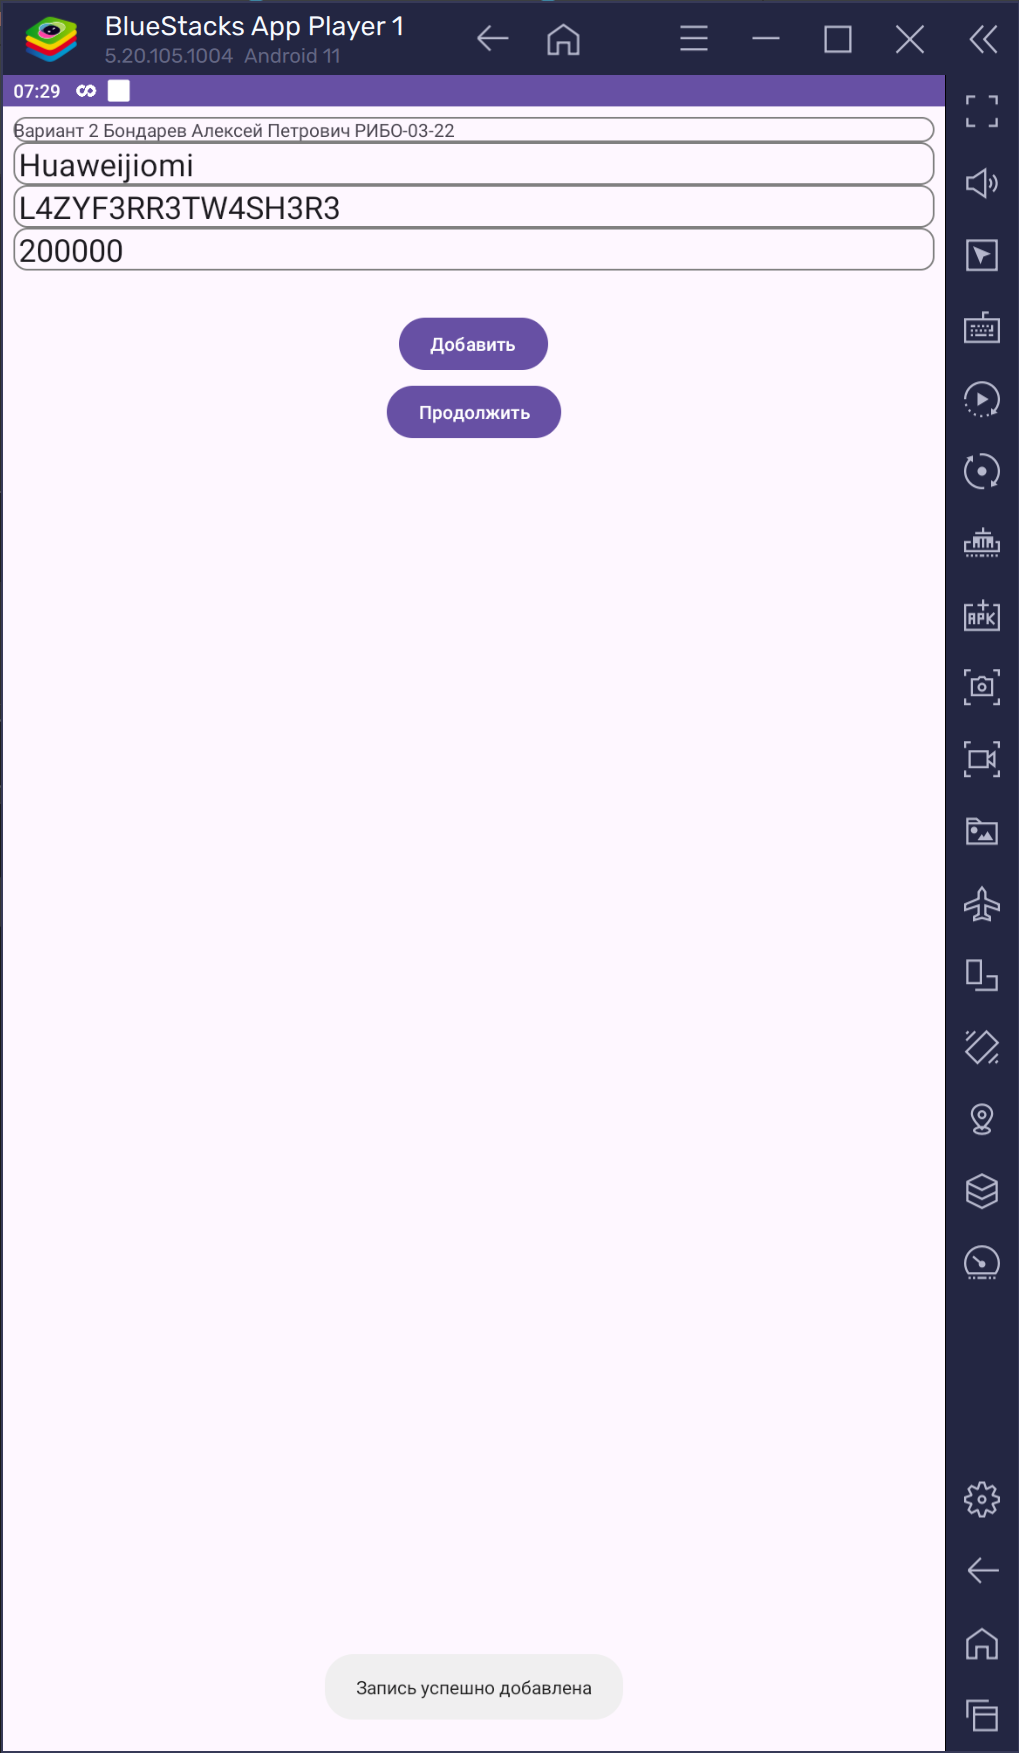 BlueStacks App Player 1
5.20.105.1004 Android 11
07:29
Вариант 2 Бондарев Алексей Петрович РИБО-03-22
Huaweijiomi
L4ZYF3RR3TW4SH3R3
200000
Добавить
Продолжить
APK
Запись успешно добавлена